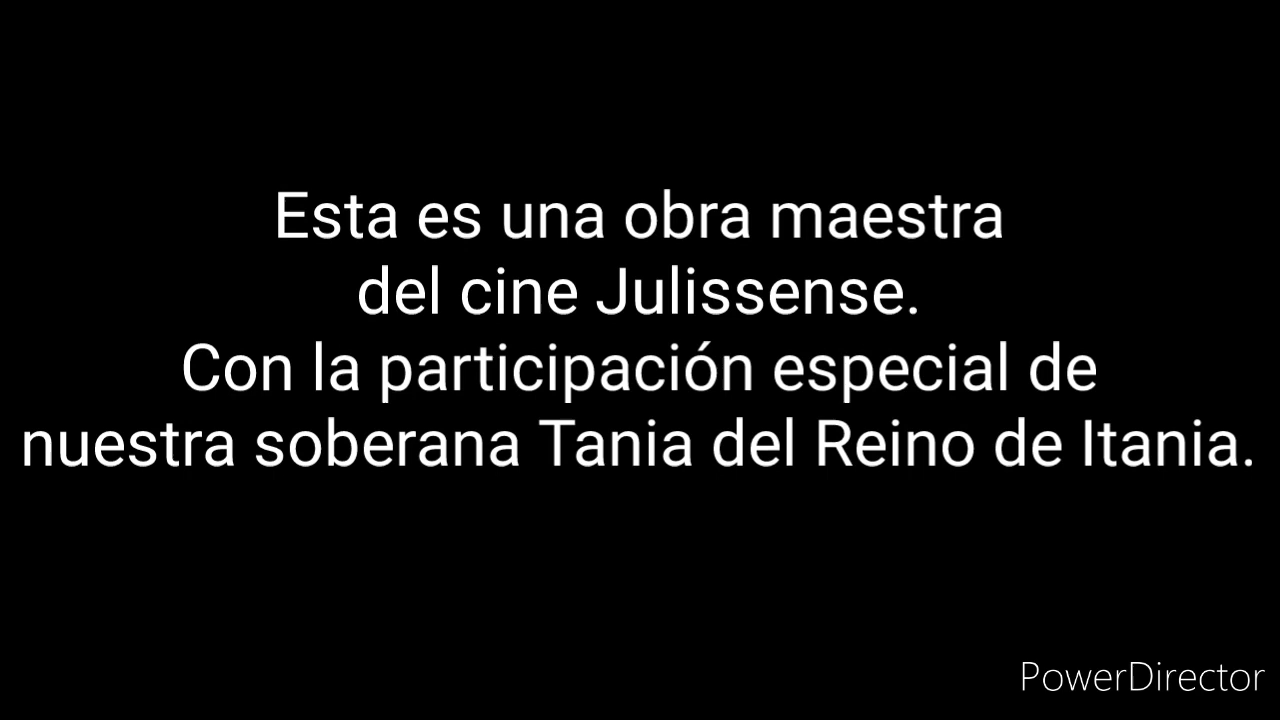 Esta es una obra maestra
del cine Julissense.
Con la participación especial de
nuestra soberana Tania del Reino de Itania.
PowerDirector